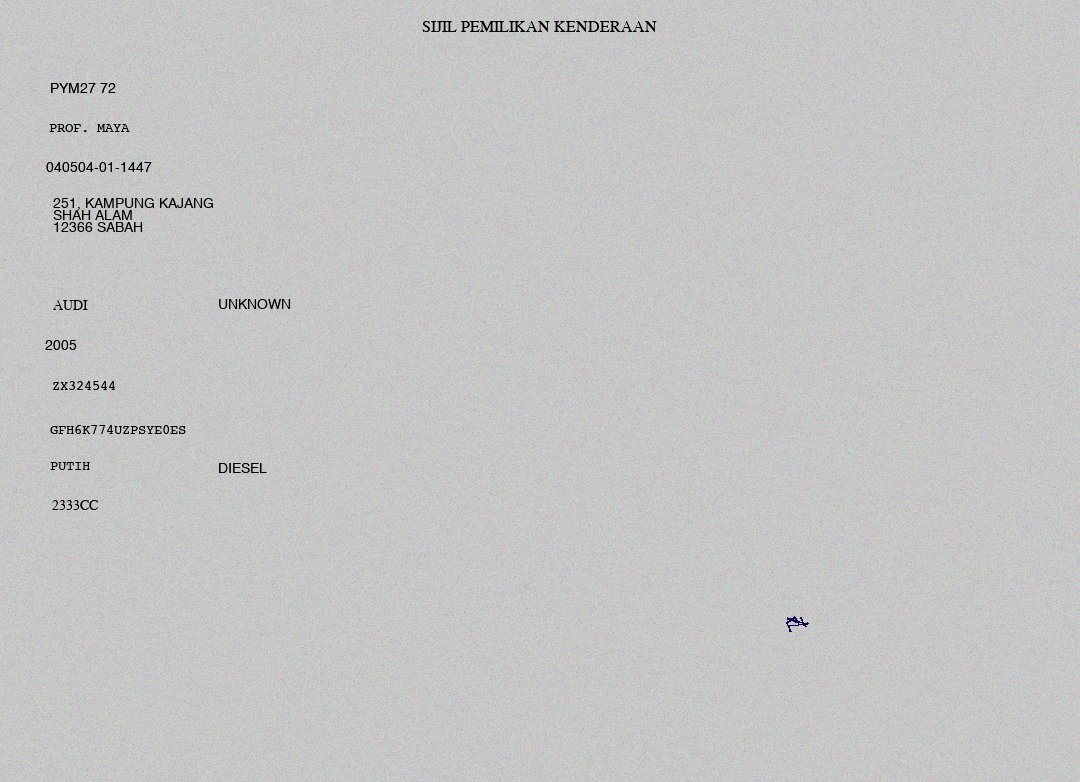 SIJIL PEMILIKAN KENDERAAN
PYM27 72
PROF. MAYA
040504-01-1447
251, KAMPUNG KAJANG
SHAH ALAM
12366 SABAH
AUDI UNKNOWN
2005
ZX324544
GFH6K774UZPSYE0ES
PUTIH DIESEL
2333CC